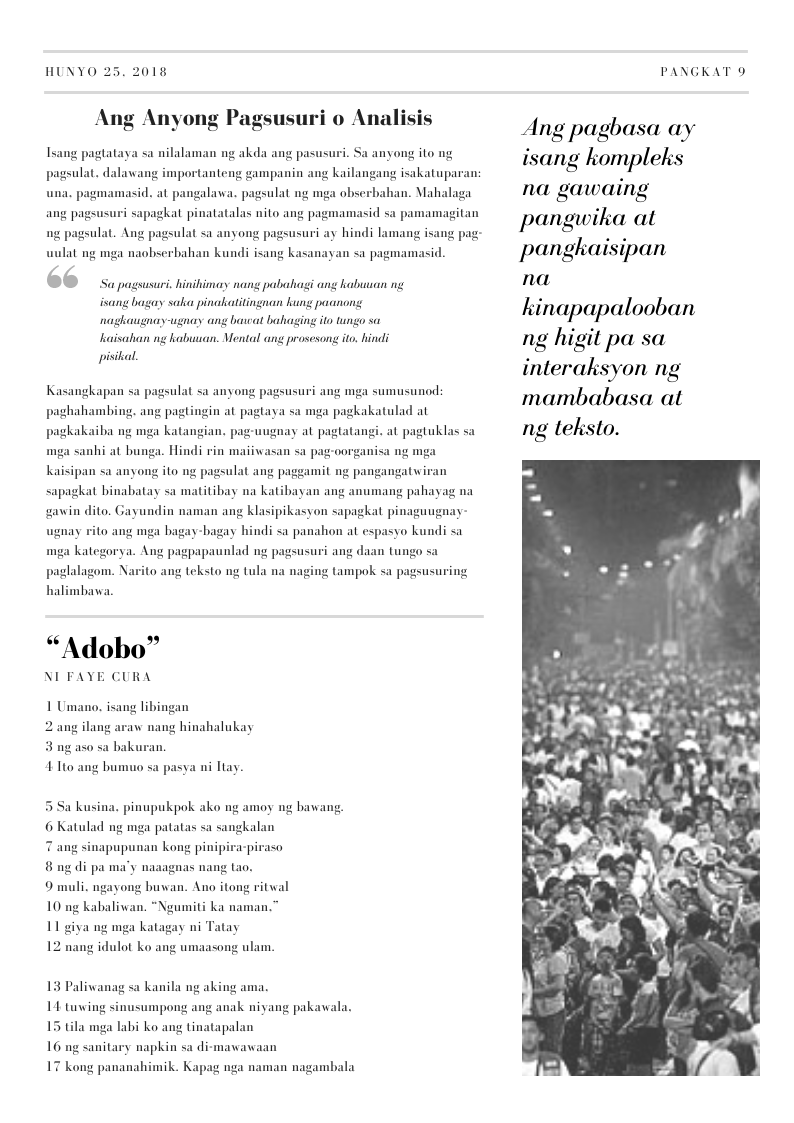 HUNYO 25, 2018
PANGKAT 9
Ang Anyong Pagsusuri o Analisis
Isang pagtataya sa nilalaman ng akda ang pasusuri. Sa anyong ito ng
pagsulat, dalawang importanteng gampanin ang kailangang isakatuparan:
una, pagmamasid, at pangalawa, pagsulat ng mga obserbahan. Mahalaga
ang pagsusuri sapagkat pinatatalas nito ang pagmamasid sa pamamagitan
ng pagsulat. Ang pagsulat sa anyong pagsusuri ay hindi lamang isang pag-
uulat ng mga naobserbahan kundi isang kasanayan sa pagmamasid.
“
Sa pagsusuri, hinihimay nang pabahagi ang kabuuan ng
isang bagay saka pinakatitingnan kung paanong
nagkaugnay-ugnay ang bawat bahaging ito tungo sa
kaisahan ng kabuuan. Mental ang prosesong ito, hindi
pisikal.
Kasangkapan sa pagsulat sa anyong pagsusuri ang mga sumusunod:
paghahambing, ang pagtingin at pagtaya sa mga pagkakatulad at
pagkakaiba ng mga katangian, pag-uugnay at pagtatangi, at pagtuklas sa
mga sanhi at bunga. Hindi rin maiiwasan sa pag-oorganisa ng mga
kaisipan sa anyong ito ng pagsulat ang paggamit ng pangangatwiran
sapagkat binabatay sa matitibay na katibayan ang anumang pahayag na
gawin dito. Gayundin naman ang klasipikasyon sapagkat pinaguugnay-
ugnay rito ang mga bagay-bagay hindi sa panahon at espasyo kundi sa
mga kategorya. Ang pagpapaunlad ng pagsusuri ang daan tungo sa
paglalagom. Narito ang teksto ng tula na naging tampok sa pagsusuring
halimbawa.
“Adobo”
NI FAYE CURA
1 Umano, isang libingan
2 ang ilang araw nang hinahalukay
3 ng aso sa bakuran.
4 Ito ang bumuo sa pasya ni Itay.
5 Sa kusina, pinupukpok ako ng amoy ng bawang.
6 Katulad ng mga patatas sa sangkalan
7 ang sinapupunan kong pinipira-piraso
8 ng di pa ma’y naaagnas nang tao,
9 muli, ngayong buwan. Ano itong ritwal
10 ng kabaliwan. “Ngumiti ka naman,”
11 giya ng mga katagay ni Tatay
12 nang idulot ko ang umaasong ulam.
13 Paliwanag sa kanila ng aking ama,
14 tuwing sinusumpong ang anak niyang pakawala,
15 tila mga labi ko ang tinatapalan
16 ng sanitary napkin sa di-mawawaan
17 kong pananahimik. Kapag nga naman nagambala
Ang pagbasa ay
isang kompleks
na gawaing
pangwika at
pangkaisipan
na
kinapapalooban
ng higit pa sa
interaksyon ng
mambabasa at
ng teksto.